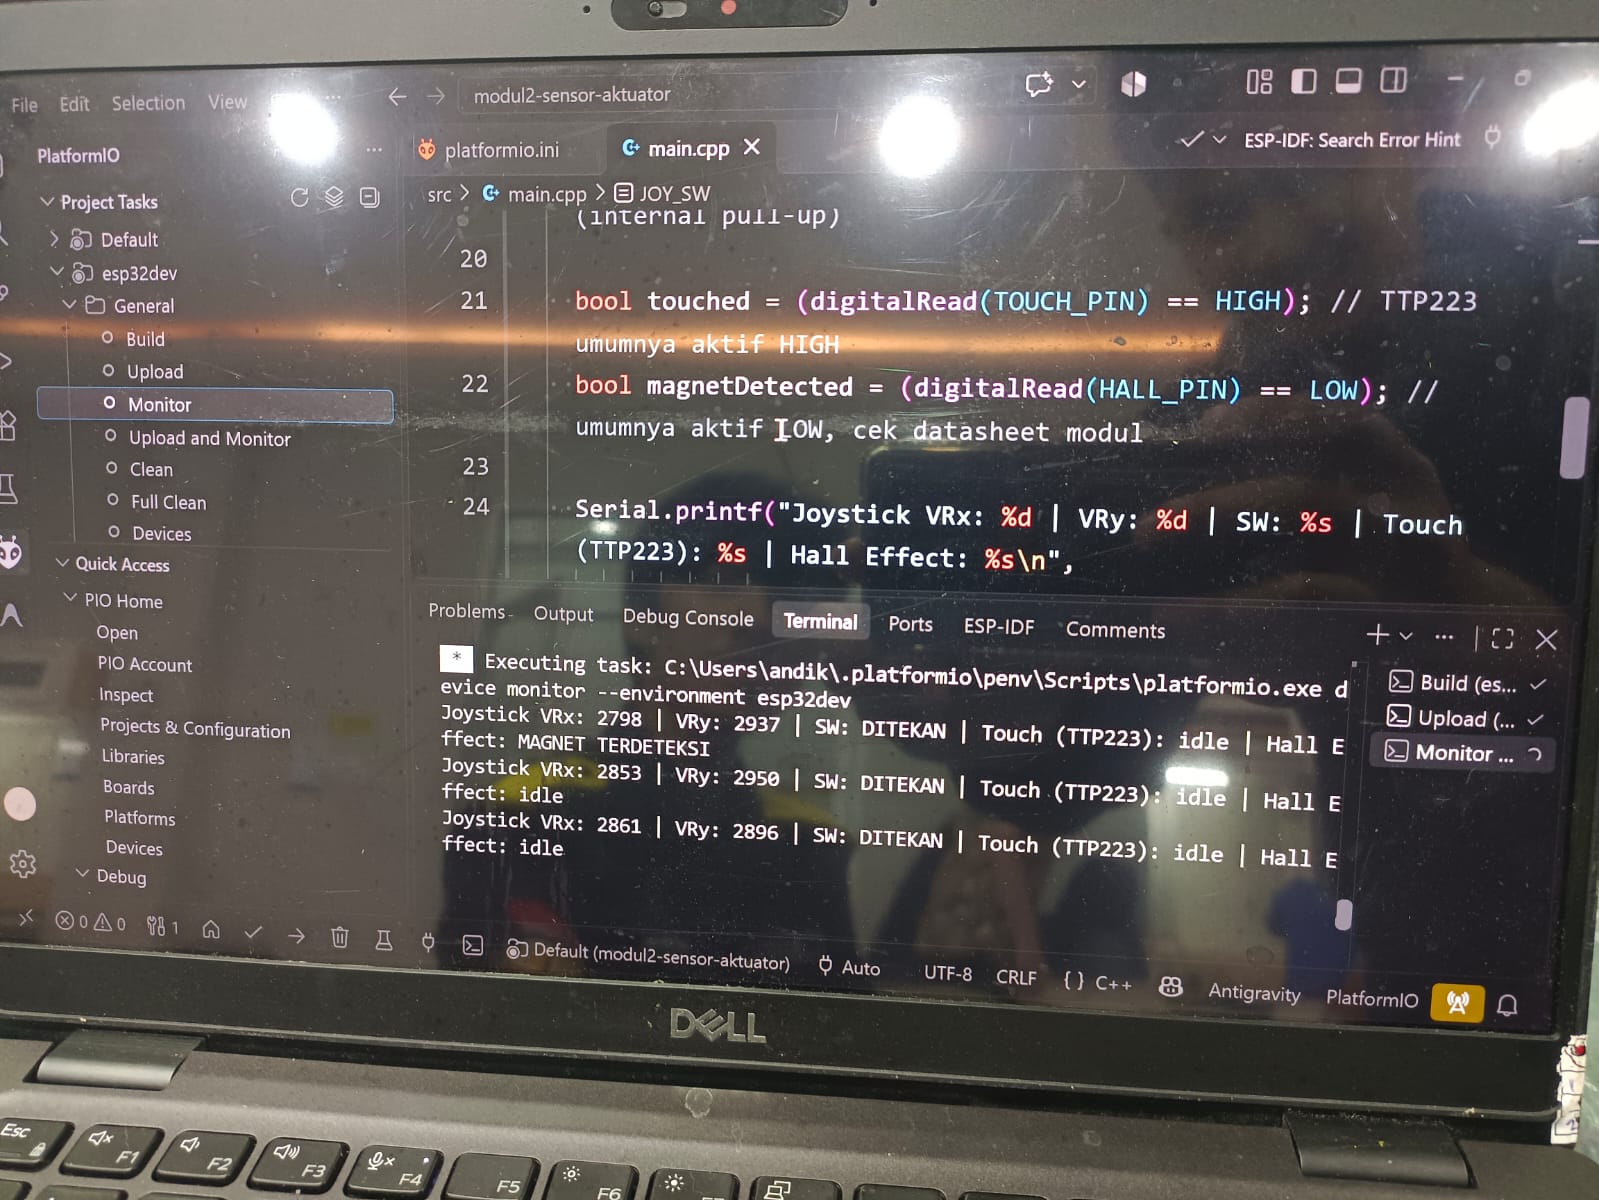 File Edit Selection View ...
modul2-sensor-aktuator
PlatformIO
platformio.ini
main.cpp
ESP-IDF: Search Error Hint
src > main.cpp > JOY_SW
Project Tasks
Default
esp32dev
General
Build
Upload
Monitor
Upload and Monitor
Clean
Full Clean
Devices
Quick Access
PIO Home
Open
PIO Account
Inspect
Projects & Configuration
Libraries
Boards
Platforms
Devices
Debug
(internal pull-up)
20
21 bool touched = (digitalRead(TOUCH_PIN) == HIGH); // TTP223
umumnya aktif HIGH
22 bool magnetDetected = (digitalRead(HALL_PIN) == LOW); //
umumnya aktif LOW, cek datasheet modul
23
24 Serial.printf("Joystick VRx: %d | VRy: %d | SW: %s | Touch
(TTP223): %s | Hall Effect: %s\n",
Problems Output Debug Console Terminal Ports ESP-IDF Comments
* Executing task: C:\Users\andik\.platformio\penv\Scripts\platformio.exe d
evice monitor --environment esp32dev
Joystick VRx: 2798 | VRy: 2937 | SW: DITEKAN | Touch (TTP223): idle | Hall E
ffect: MAGNET TERDETEKSI
Joystick VRx: 2853 | VRy: 2950 | SW: DITEKAN | Touch (TTP223): idle | Hall E
ffect: idle
Joystick VRx: 2861 | VRy: 2896 | SW: DITEKAN | Touch (TTP223): idle | Hall E
ffect: idle
Build (es...
Upload (...
Monitor ...
0 0 1
Default (modul2-sensor-aktuator)
Auto
UTF-8
CRLF
{ } C++
Antigravity
PlatformIO
DELL
Esc F1 F2 F3 F4 F5 F6